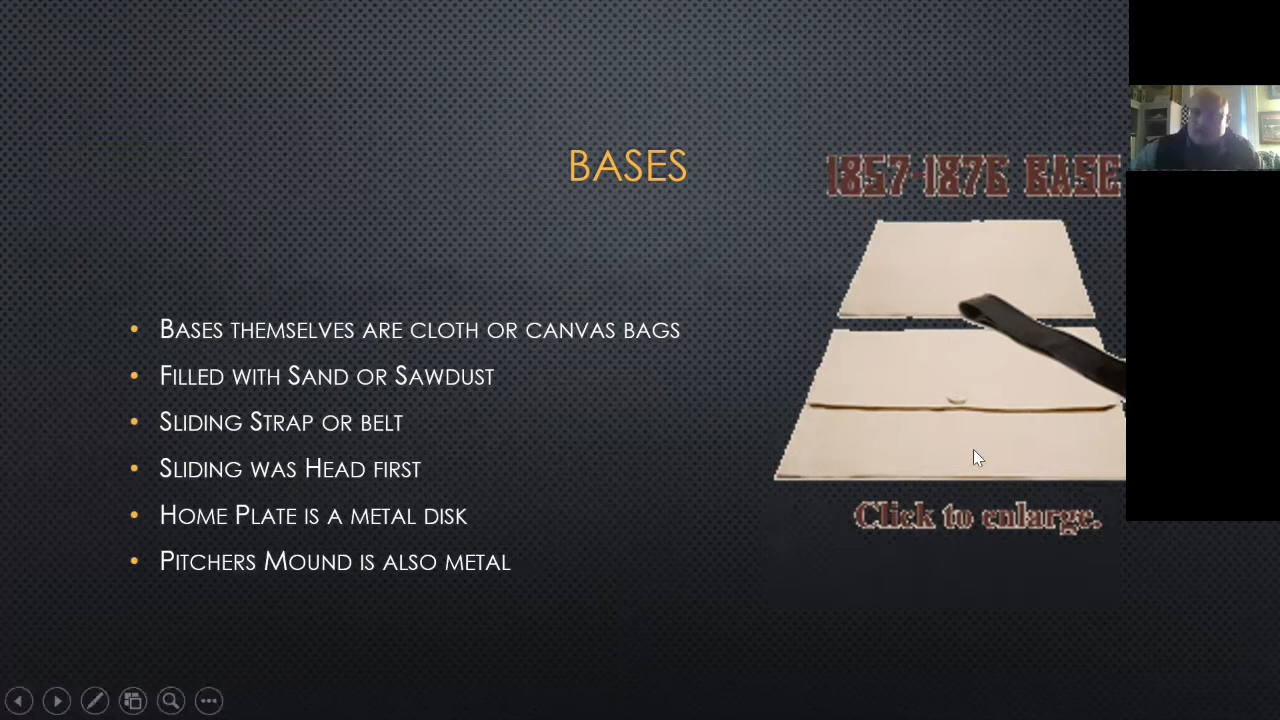 BASES
1857-1876 BASE
BASES THEMSELVES ARE CLOTH OR CANVAS BAGS
FILLED WITH SAND OR SAWDUST
SLIDING STRAP OR BELT
SLIDING WAS HEAD FIRST
HOME PLATE IS A METAL DISK
PITCHERS MOUND IS ALSO METAL
Click to enlarge.